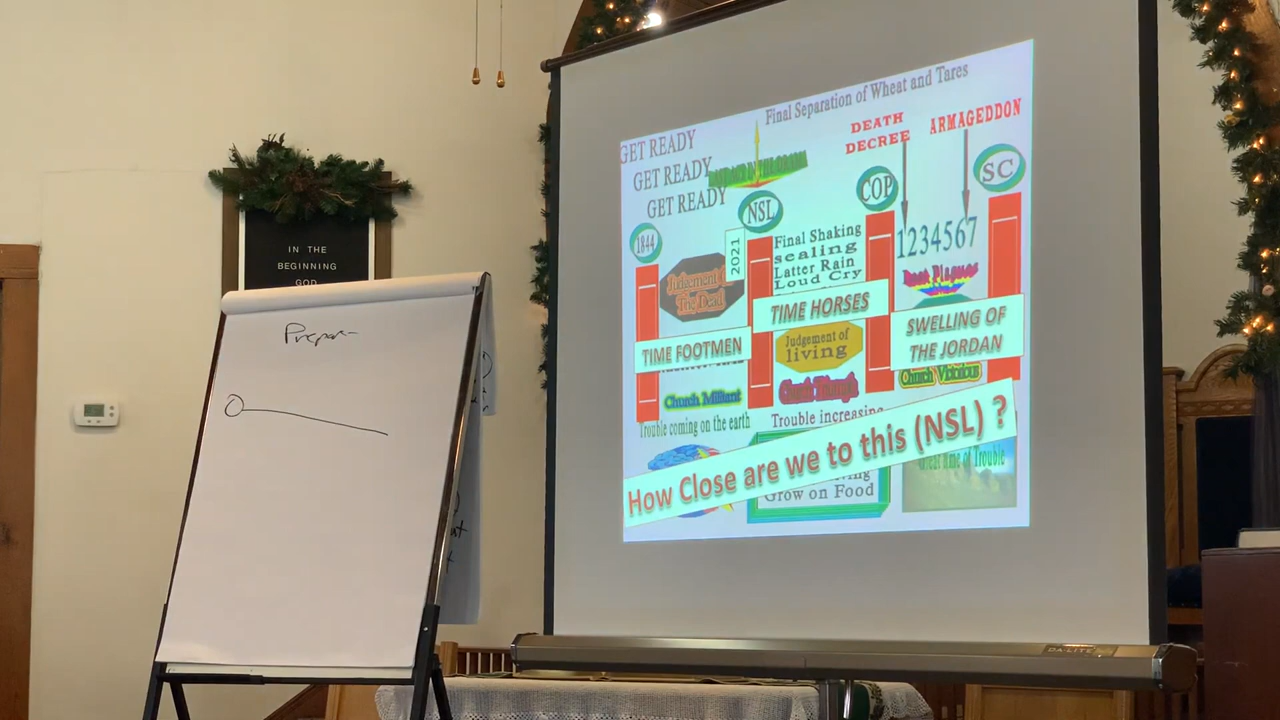 IN THE
BEGINNING
GOD
Final Separation of Wheat and Tares
GET READY
GET READY
GET READY
DEATH
DECREE
ARMAGEDDON
1844
NSL
COP
SC
2021
Judgement of
The Dead
Final Shaking
sealing
Latter Rain
Loud Cry
1234567
Plagues
TIME FOOTMEN
TIME HORSES
SWELLING OF
THE JORDAN
Judgement of
living
Church Militant
Church Triumph
Church Victorious
Trouble coming on the earth
Trouble increasing
How Close are we to this (NSL) ?
Time of Trouble
Grow on Food
DA-LITE